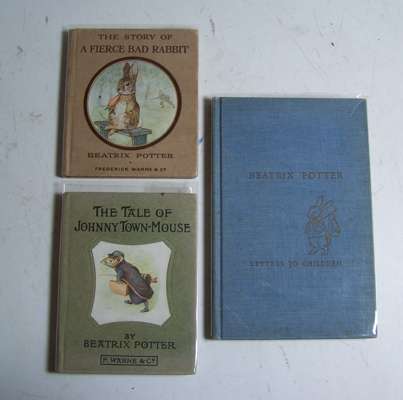 THE STORY OF
A FIERCE BAD RABBIT
BEATRIX POTTER
FREDERICK WARNE & Cº
THE TALE OF
JOHNNY TOWN-MOUSE
BY
BEATRIX POTTER
F. WARNE & Cº
BEATRIX POTTER
LETTERS TO CHILDREN